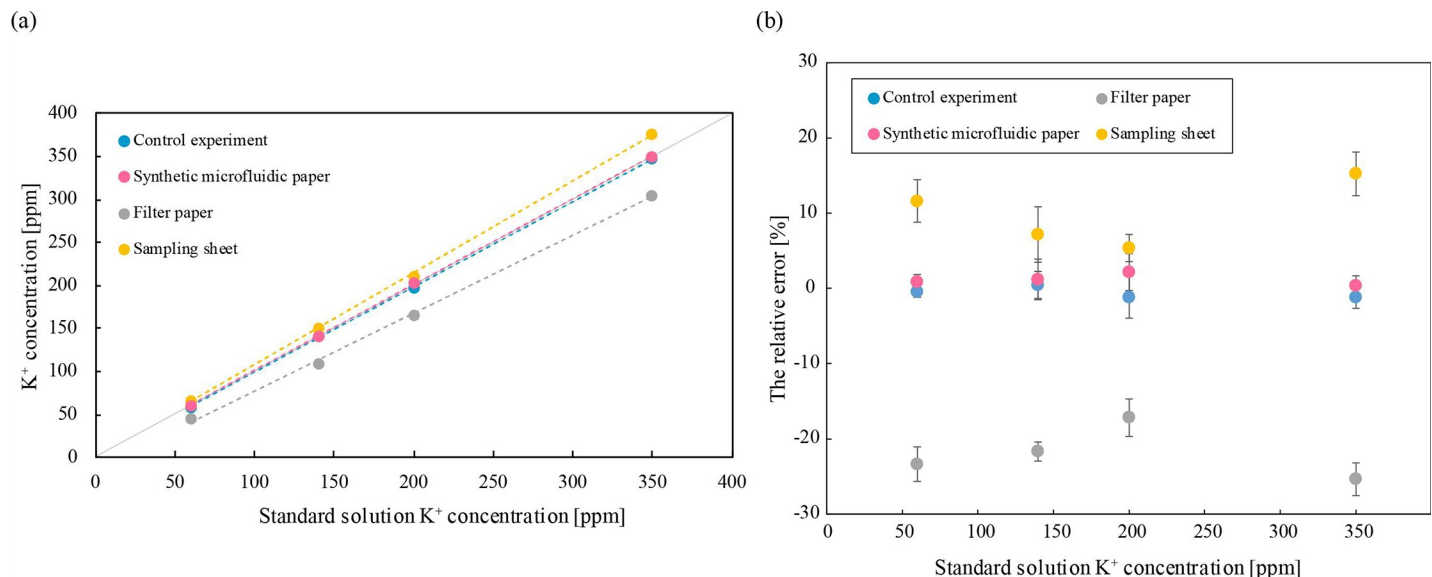 (a)
K⁺ concentration [ppm]
400
350
300
250
200
150
100
50
0
Control experiment
Synthetic microfluidic paper
Filter paper
Sampling sheet
0 50 100 150 200 250 300 350 400
Standard solution K⁺ concentration [ppm]
(b)
The relative error [%]
30
20
10
0
-10
-20
-30
Control experiment Filter paper
Synthetic microfluidic paper Sampling sheet
0 50 100 150 200 250 300 350
Standard solution K⁺ concentration [ppm]